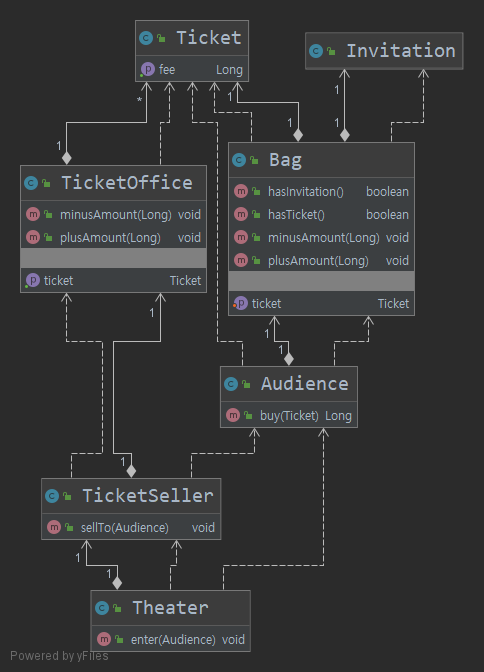 Ticket
fee Long
Invitation
1
1
1
*
1
1
Bag
hasInvitation() boolean
hasTicket() boolean
minusAmount(Long) void
plusAmount(Long) void
ticket Ticket
TicketOffice
minusAmount(Long) void
plusAmount(Long) void
ticket Ticket
1
1
1
Audience
buy(Ticket) Long
1
TicketSeller
sellTo(Audience) void
1
1
Theater
enter(Audience) void
Powered by yFiles